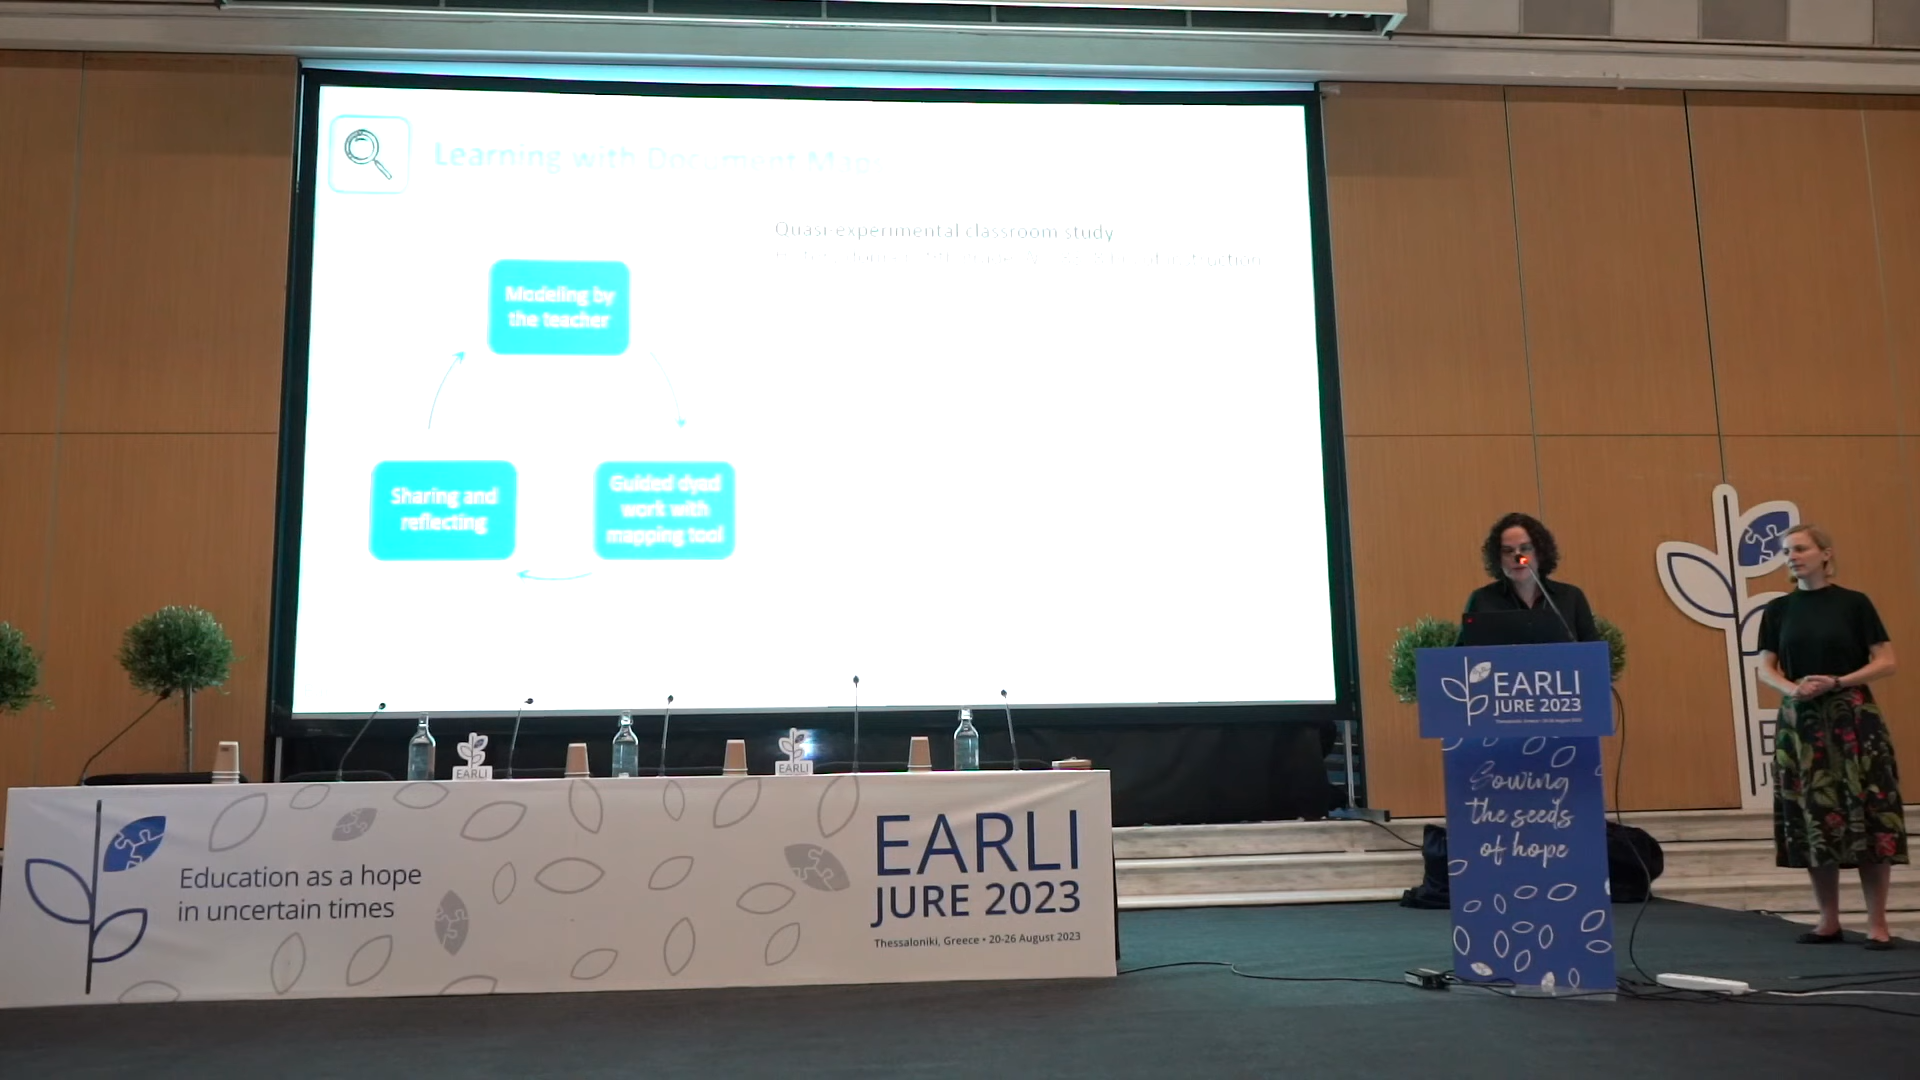 Learning with Document Maps
Quasi-experimental classroom study
Modeling by
the teacher
Sharing and
reflecting
Guided dyad
work with
mapping tool
EARLI
JURE 2023
Sowing
the seeds
of hope
EARLI
EARLI
Education as a hope
in uncertain times
EARLI
JURE 2023
Thessaloniki, Greece • 20-26 August 2023